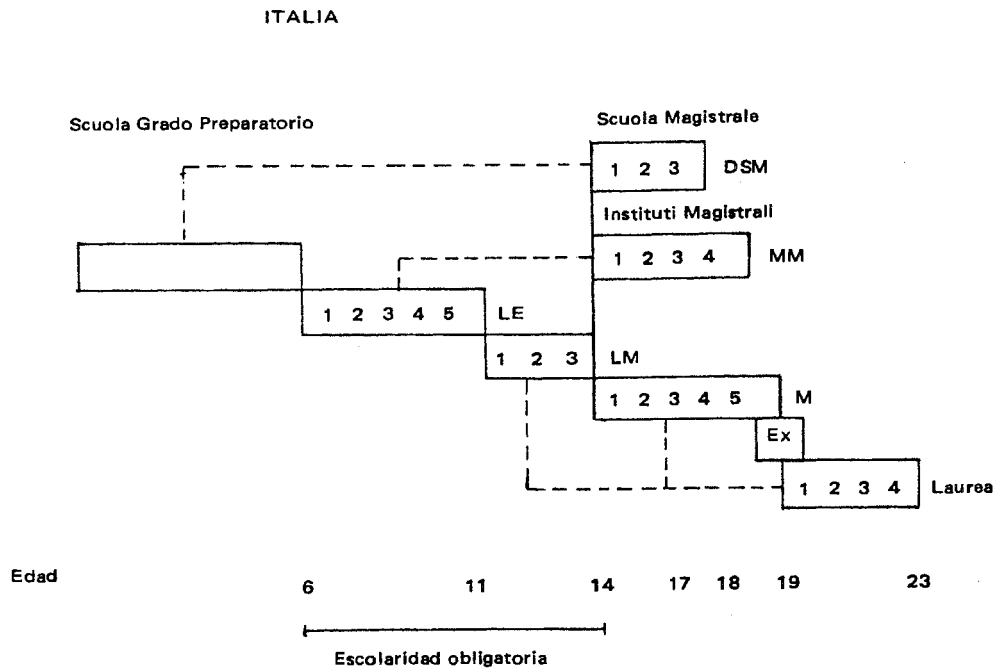 ITALIA
Scuola Grado Preparatorio
Scuola Magistrale
1 2 3 DSM
Instituti Magistrali
1 2 3 4 MM
1 2 3 4 5 LE
1 2 3 LM
1 2 3 4 5 M
Ex
1 2 3 4 Laurea
Edad 6 11 14 17 18 19 23
Escolaridad obligatoria